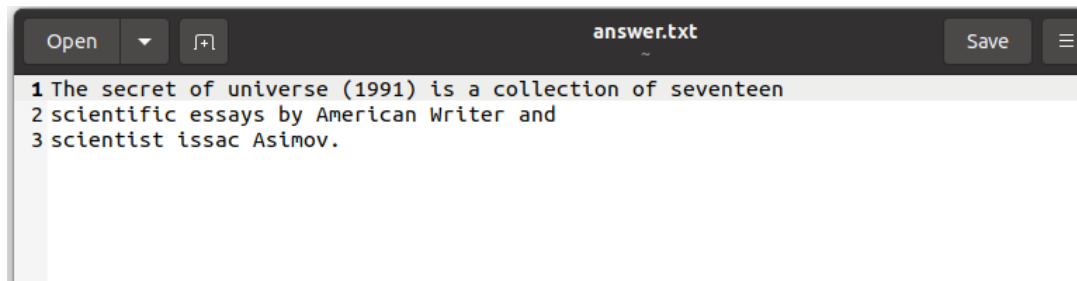 Open
answer.txt
~
Save
1 The secret of universe (1991) is a collection of seventeen
2 scientific essays by American Writer and
3 scientist issac Asimov.